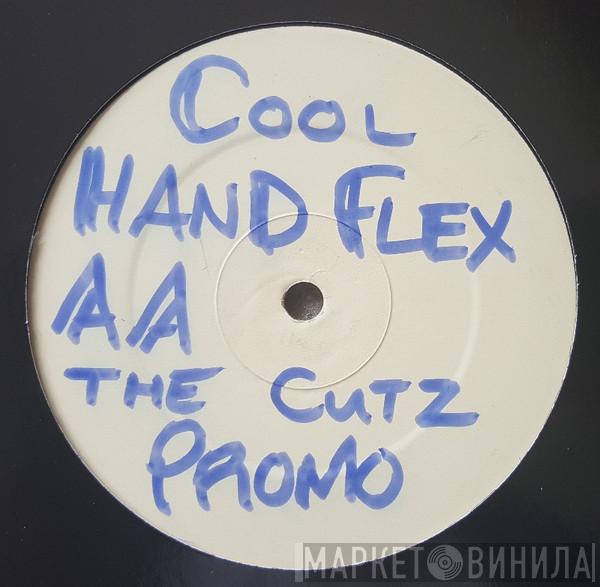 Cool
HAND FLEX
AA
THE CUTZ
PROMO
МАРКЕТ ВИНИЛА